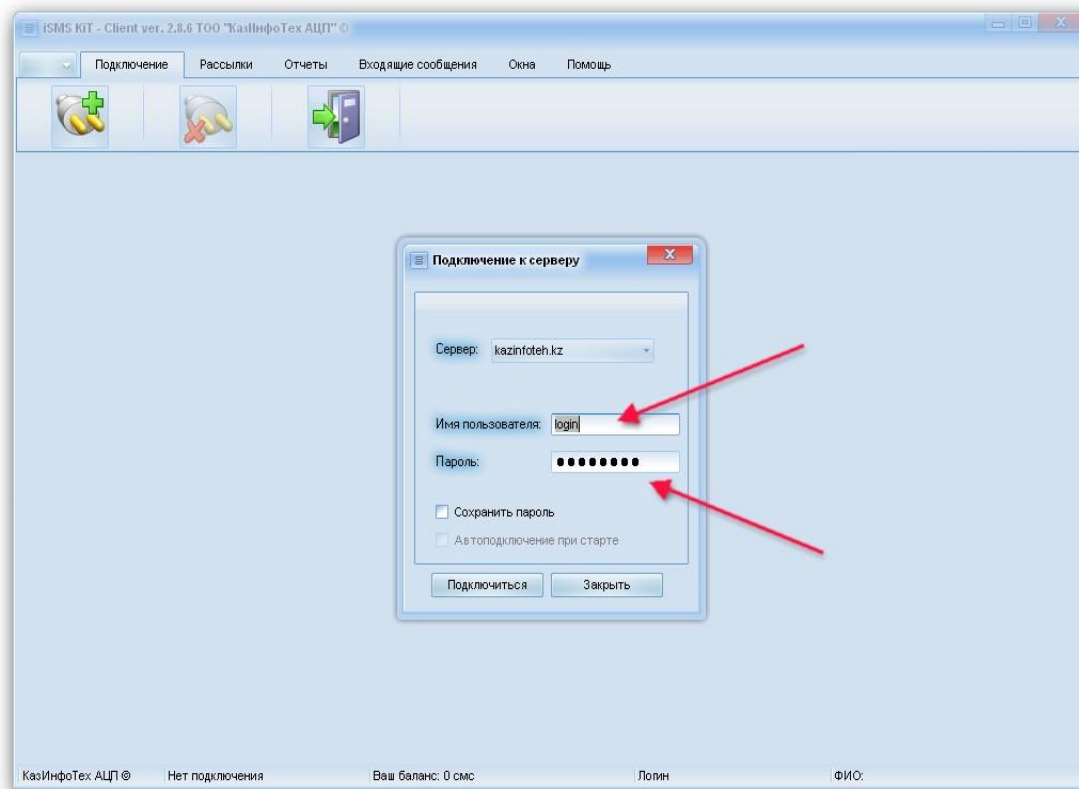 iSMS KiT - Client ver. 2.8.6 ТОО "КазИнфоТех АЦП" ©
Подключение Рассылки Отчеты Входящие сообщения Окна Помощь
Подключение к серверу
Сервер: kazinfoteh.kz
Имя пользователя: login
Пароль: ●●●●●●●●
Сохранить пароль
Автоподключение при старте
Подключиться Закрыть
КазИнфоТех АЦП © Нет подключения Ваш баланс: 0 смс Логин ФИО: